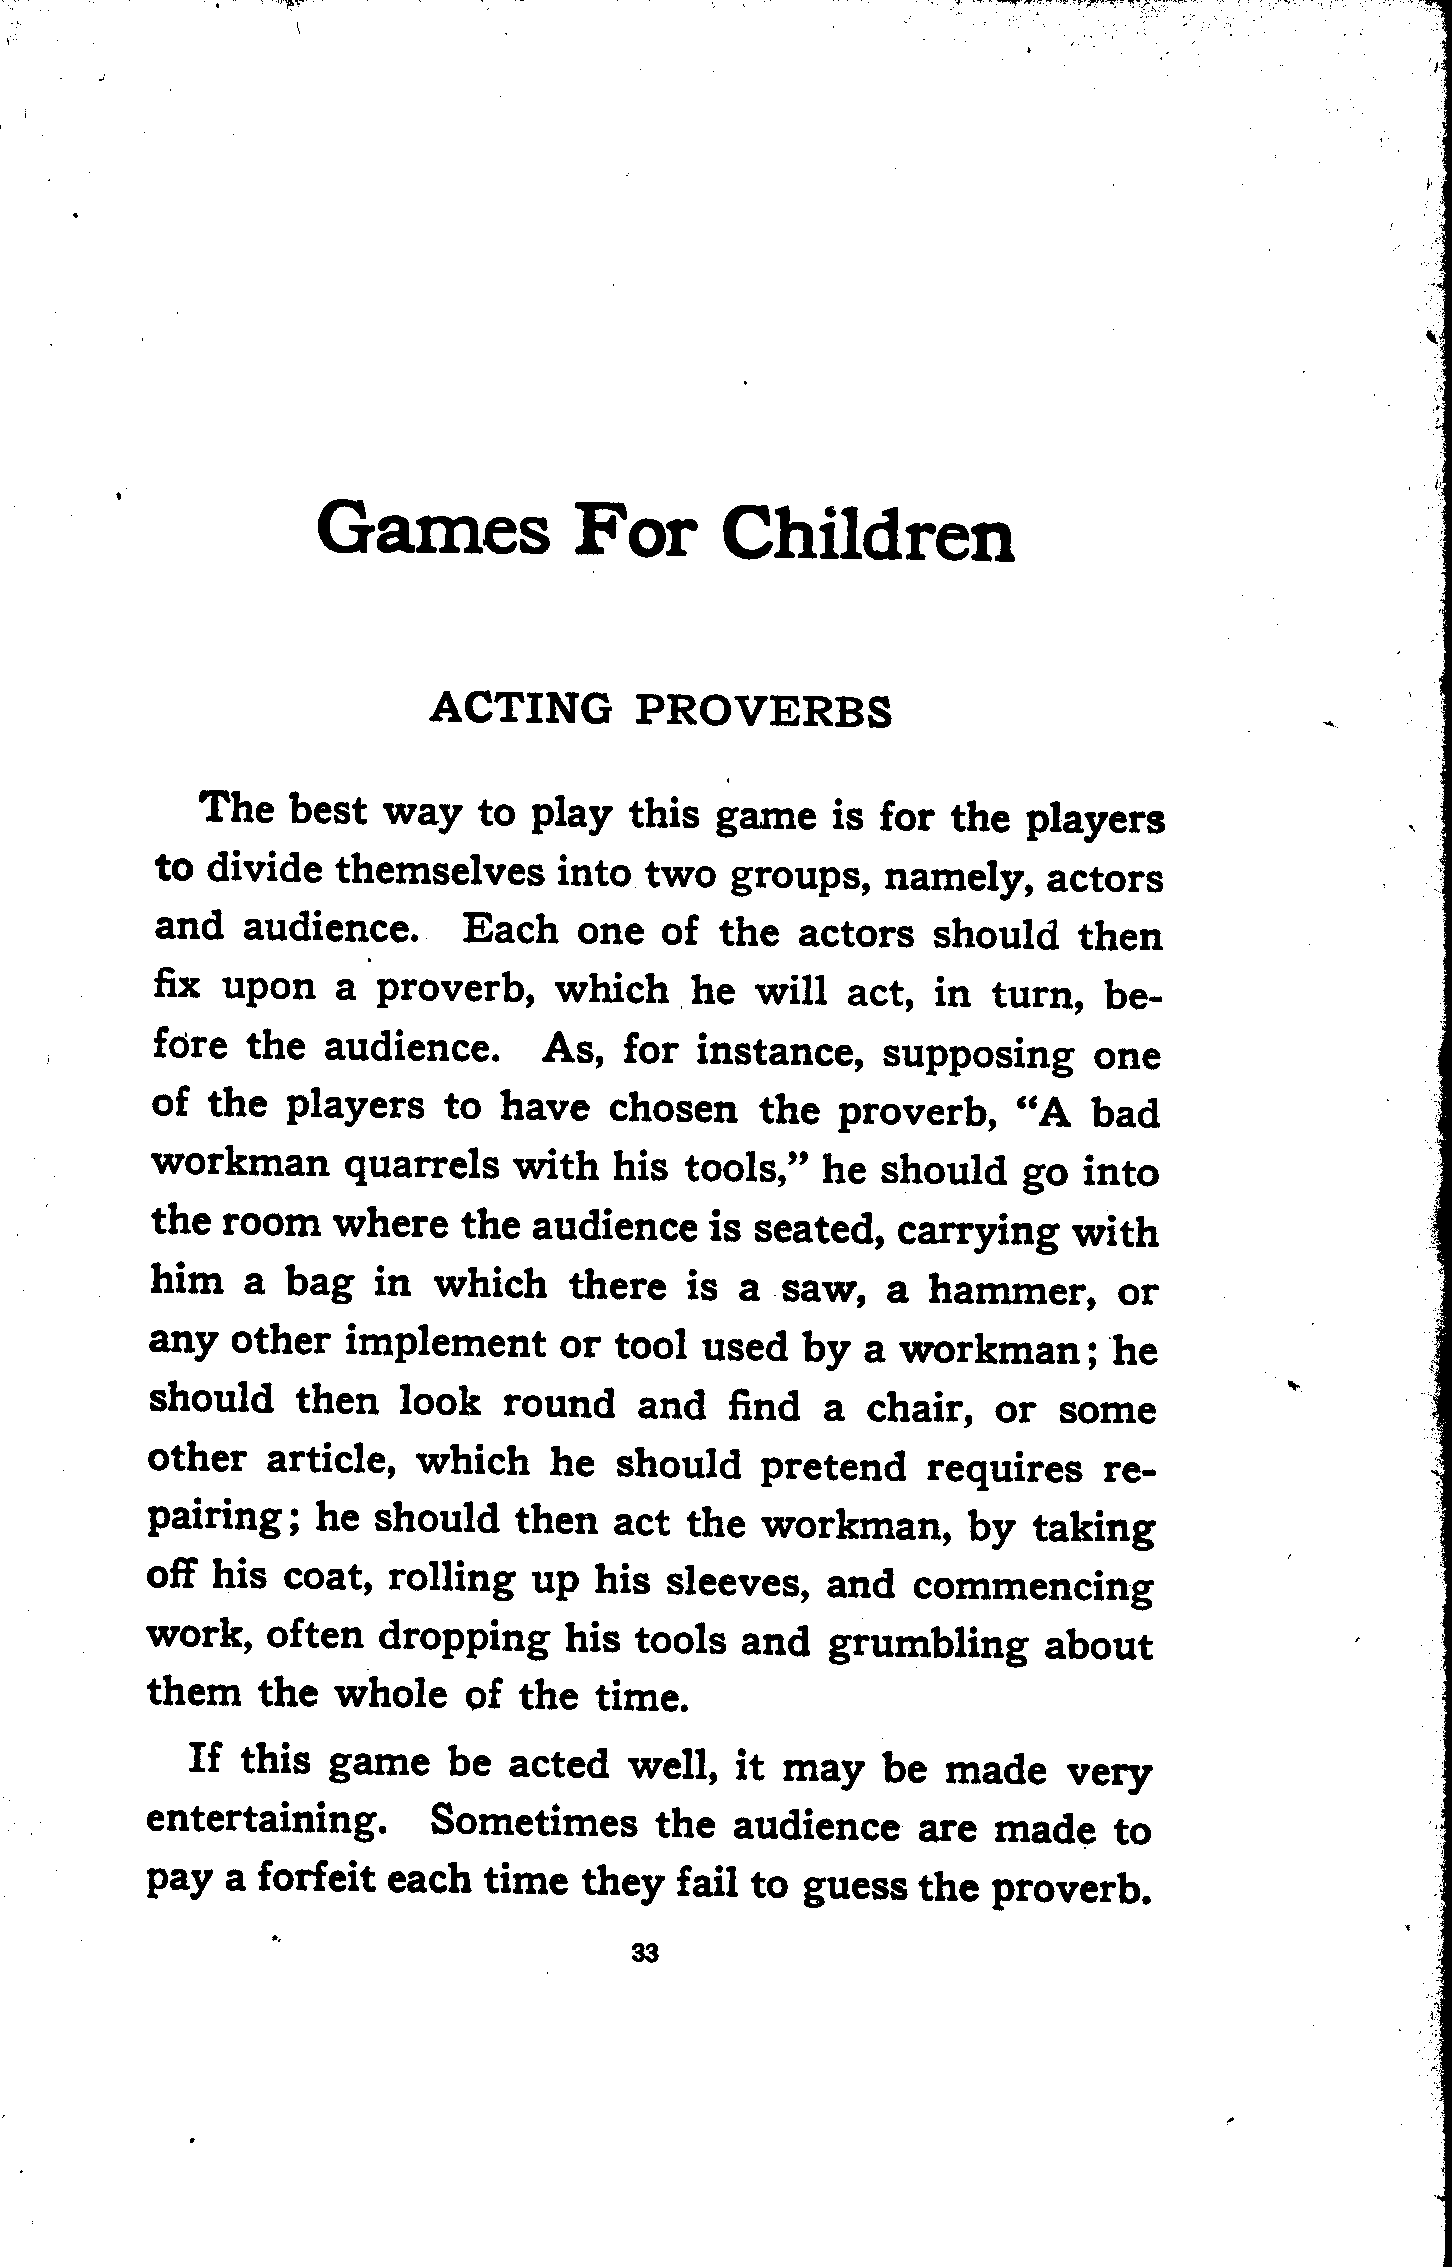 Games For Children
ACTING PROVERBS
The best way to play this game is for the players
to divide themselves into two groups, namely, actors
and audience. Each one of the actors should then
fix upon a proverb, which he will act, in turn, be-
fore the audience. As, for instance, supposing one
of the players to have chosen the proverb, “A bad
workman quarrels with his tools,” he should go into
the room where the audience is seated, carrying with
him a bag in which there is a saw, a hammer, or
any other implement or tool used by a workman; he
should then look round and find a chair, or some
other article, which he should pretend requires re-
pairing; he should then act the workman, by taking
off his coat, rolling up his sleeves, and commencing
work, often dropping his tools and grumbling about
them the whole of the time.
If this game be acted well, it may be made very
entertaining. Sometimes the audience are made to
pay a forfeit each time they fail to guess the proverb.
33